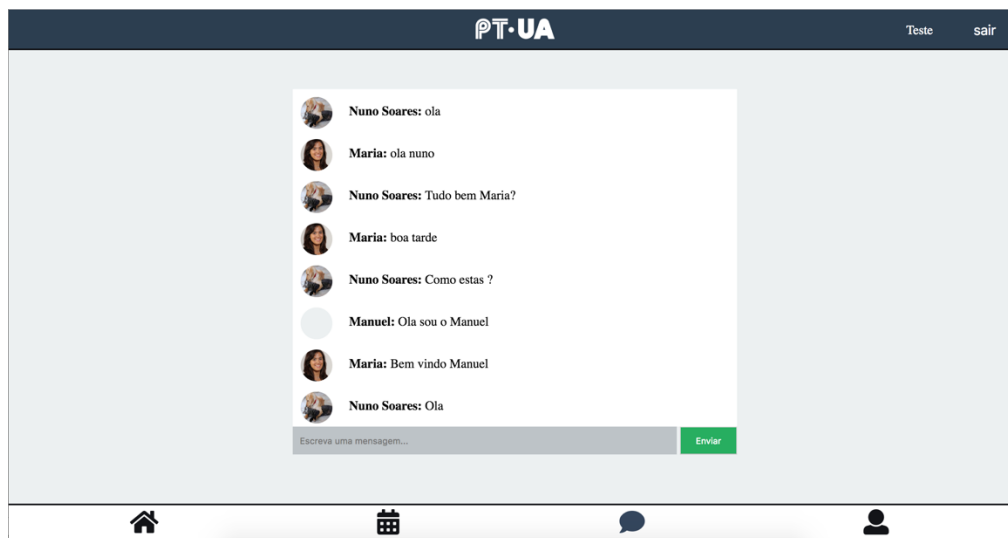 PT·UA
Teste
sair
Nuno Soares: ola
Maria: ola nuno
Nuno Soares: Tudo bem Maria?
Maria: boa tarde
Nuno Soares: Como estas ?
Manuel: Ola sou o Manuel
Maria: Bem vindo Manuel
Nuno Soares: Ola
Escreva uma mensagem...
Enviar